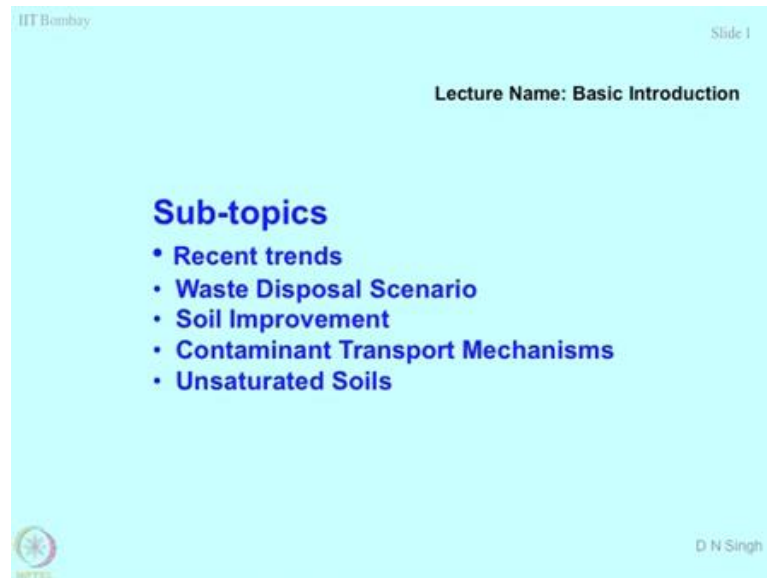 IIT Bombay
Slide 1
Lecture Name: Basic Introduction
Sub-topics
• Recent trends
• Waste Disposal Scenario
• Soil Improvement
• Contaminant Transport Mechanisms
• Unsaturated Soils
D N Singh
NPTEL